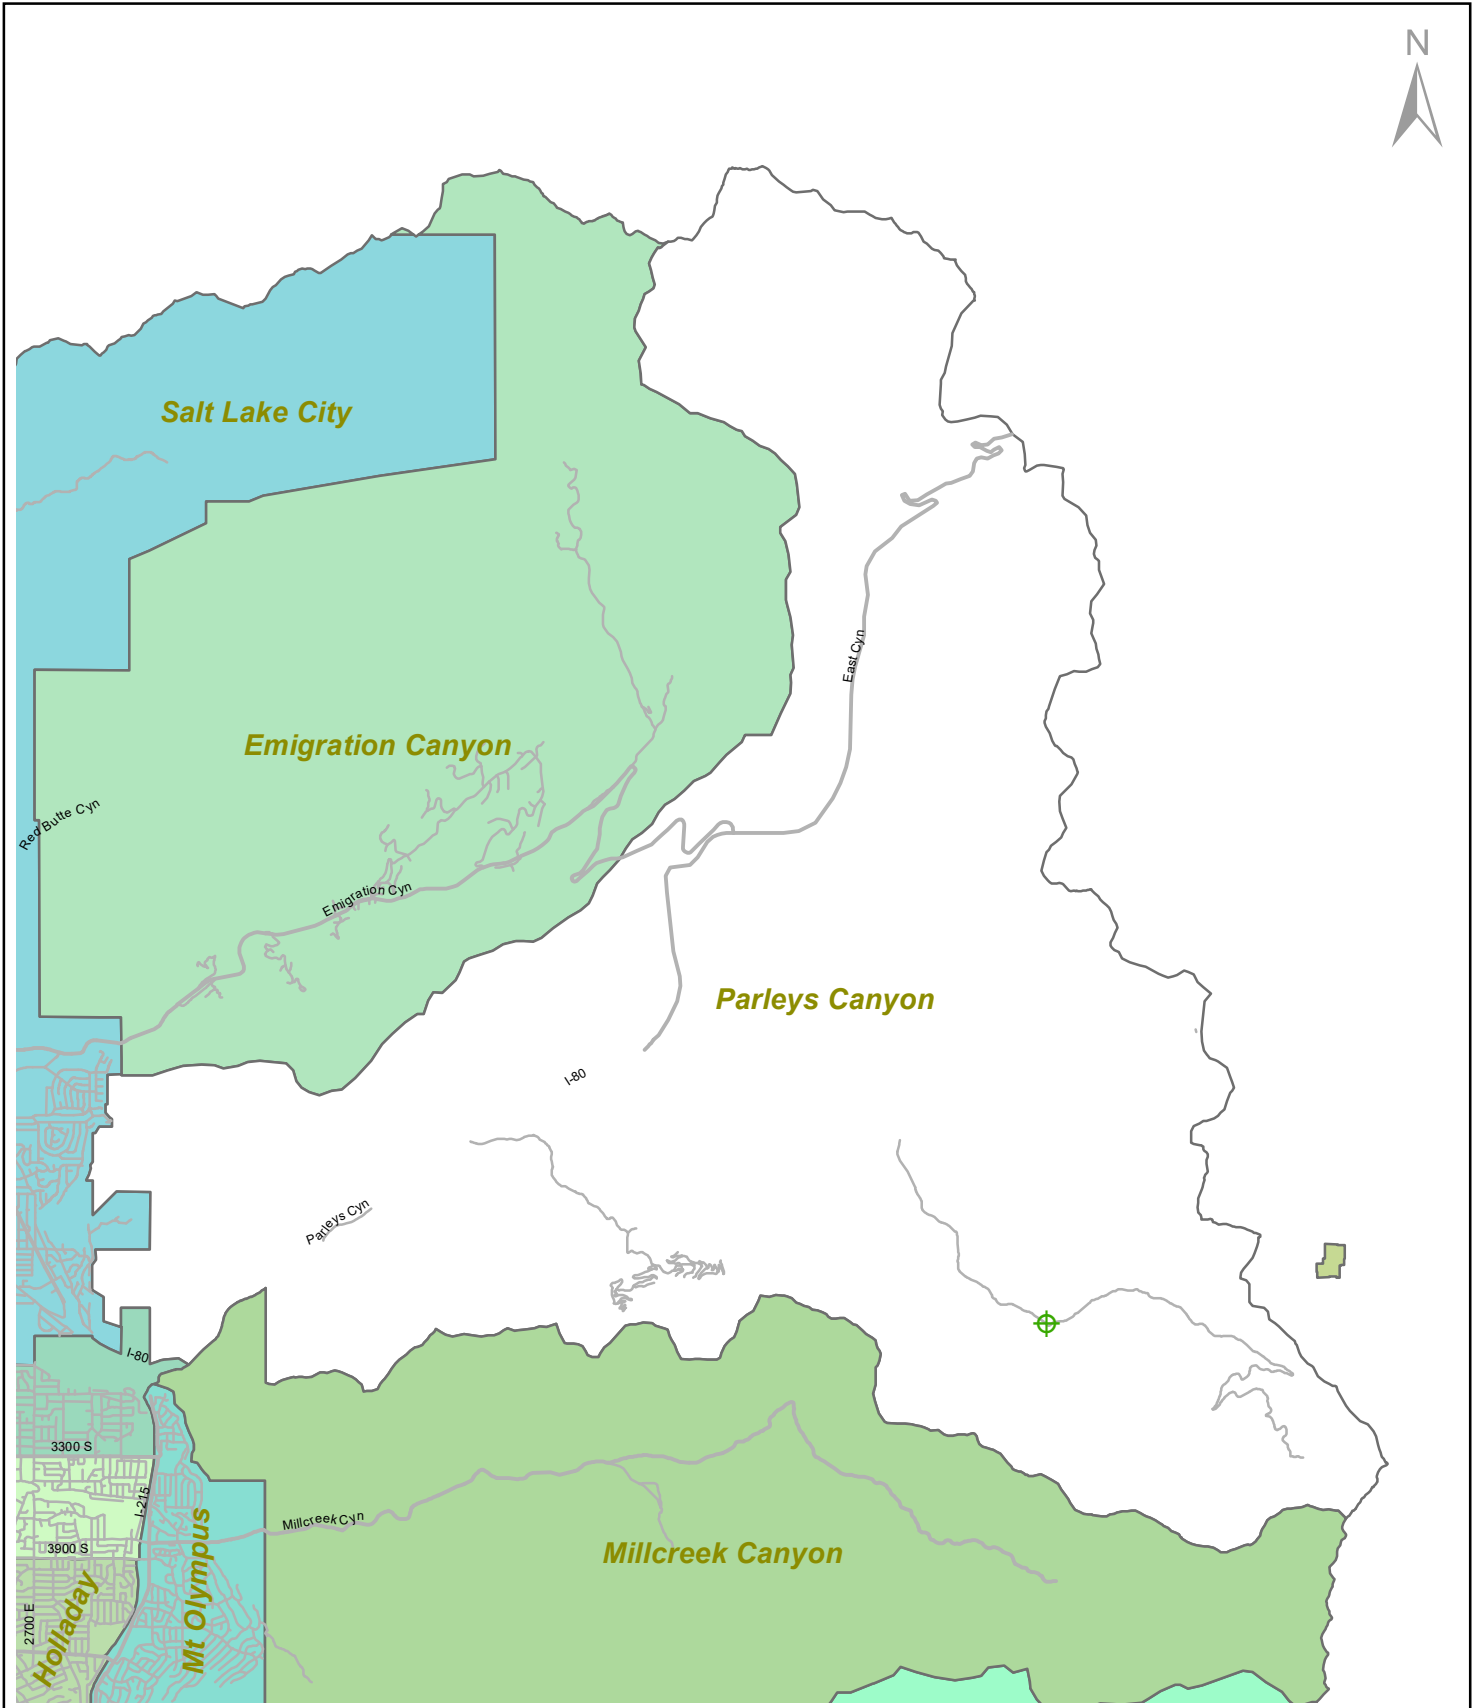 N
Salt Lake City
East Cyn
Emigration Canyon
Red Butte Cyn
Emigration Cyn
Parleys Canyon
I-80
Parleys Cyn
I-80
3300 S
I-215
Millcreek Cyn
3900 S
Millcreek Canyon
Mt Olympus
Holladay
2700 E